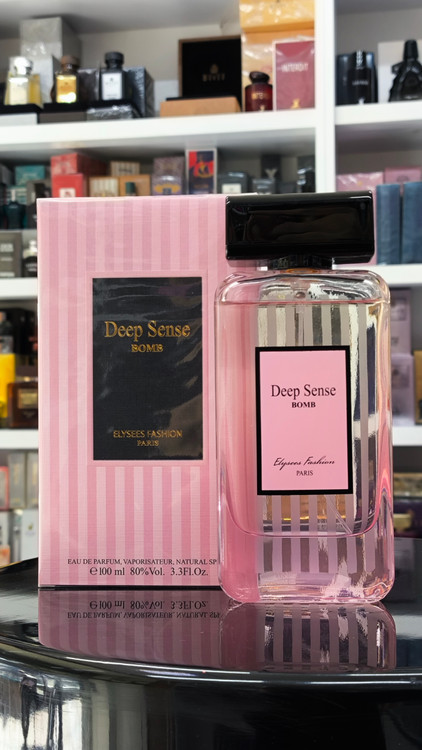 Deep Sense
BOMB
ELYSEES FASHION
PARIS
EAU DE PARFUM, VAPORISATEUR, NATURAL SP
℮100 ml 80%Vol. 3.3Fl.Oz.
Deep Sense
BOMB
Elysees Fashion
PARIS
INTERDIT